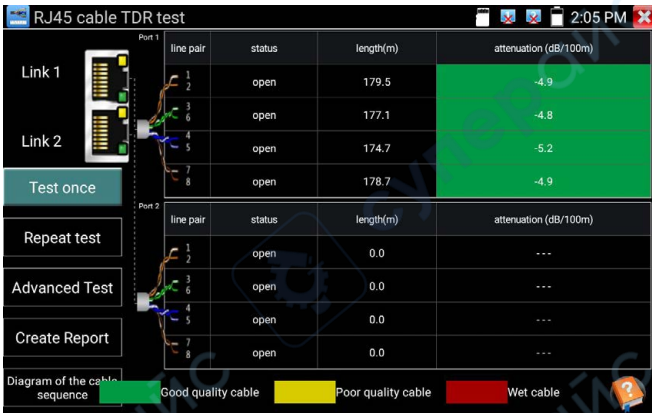 RJ45 cable TDR test
2:05 PM
Link 1
Link 2
Test once
Repeat test
Advanced Test
Create Report
Diagram of the cable
sequence
Port 1
line pair status length(m) attenuation (dB/100m)
1
2 open 179.5 -4.9
3
6 open 177.1 -4.8
4
5 open 174.7 -5.2
7
8 open 178.7 -4.9
Port 2
line pair status length(m) attenuation (dB/100m)
1
2 open 0.0 ---
3
6 open 0.0 ---
4
5 open 0.0 ---
7
8 open 0.0 ---
Good quality cable Poor quality cable Wet cable
?